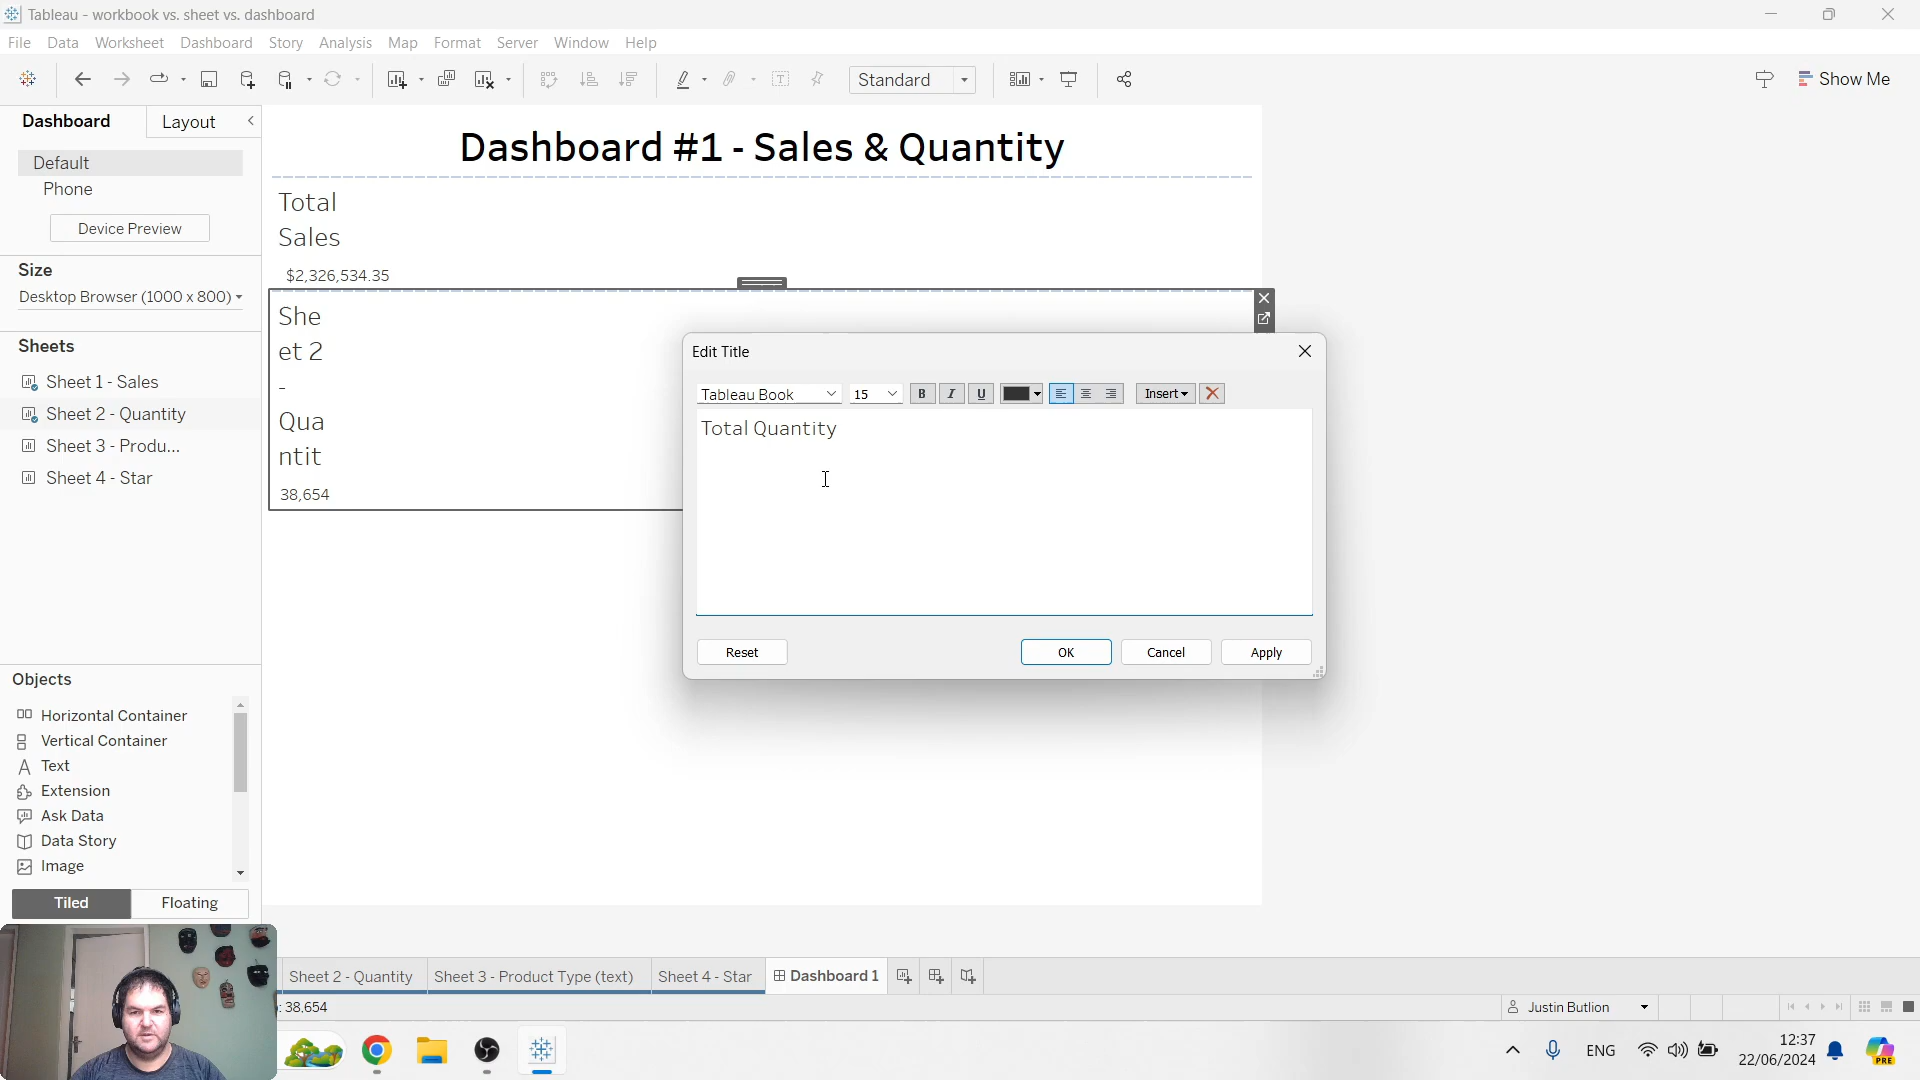 Tableau - workbook vs. sheet vs. dashboard
File Data Worksheet Dashboard Story Analysis Map Format Server Window Help
Standard
Show Me
Dashboard
Layout
Default
Phone
Device Preview
Size
Desktop Browser (1000 x 800)
Sheets
Sheet 1 - Sales
Sheet 2 - Quantity
Sheet 3 - Produ...
Sheet 4 - Star
Objects
Horizontal Container
Vertical Container
Text
Extension
Ask Data
Data Story
Image
Tiled
Floating
Dashboard #1 - Sales & Quantity
Total
Sales
$2,326,534.35
She
et 2
-
Qua
ntit
38,654
Edit Title
Tableau Book 15 B I U Insert
Total Quantity
Reset OK Cancel Apply
Sheet 2 - Quantity Sheet 3 - Product Type (text) Sheet 4 - Star Dashboard 1
: 38,654
Justin Butlion
ENG
12:37
22/06/2024
PRE